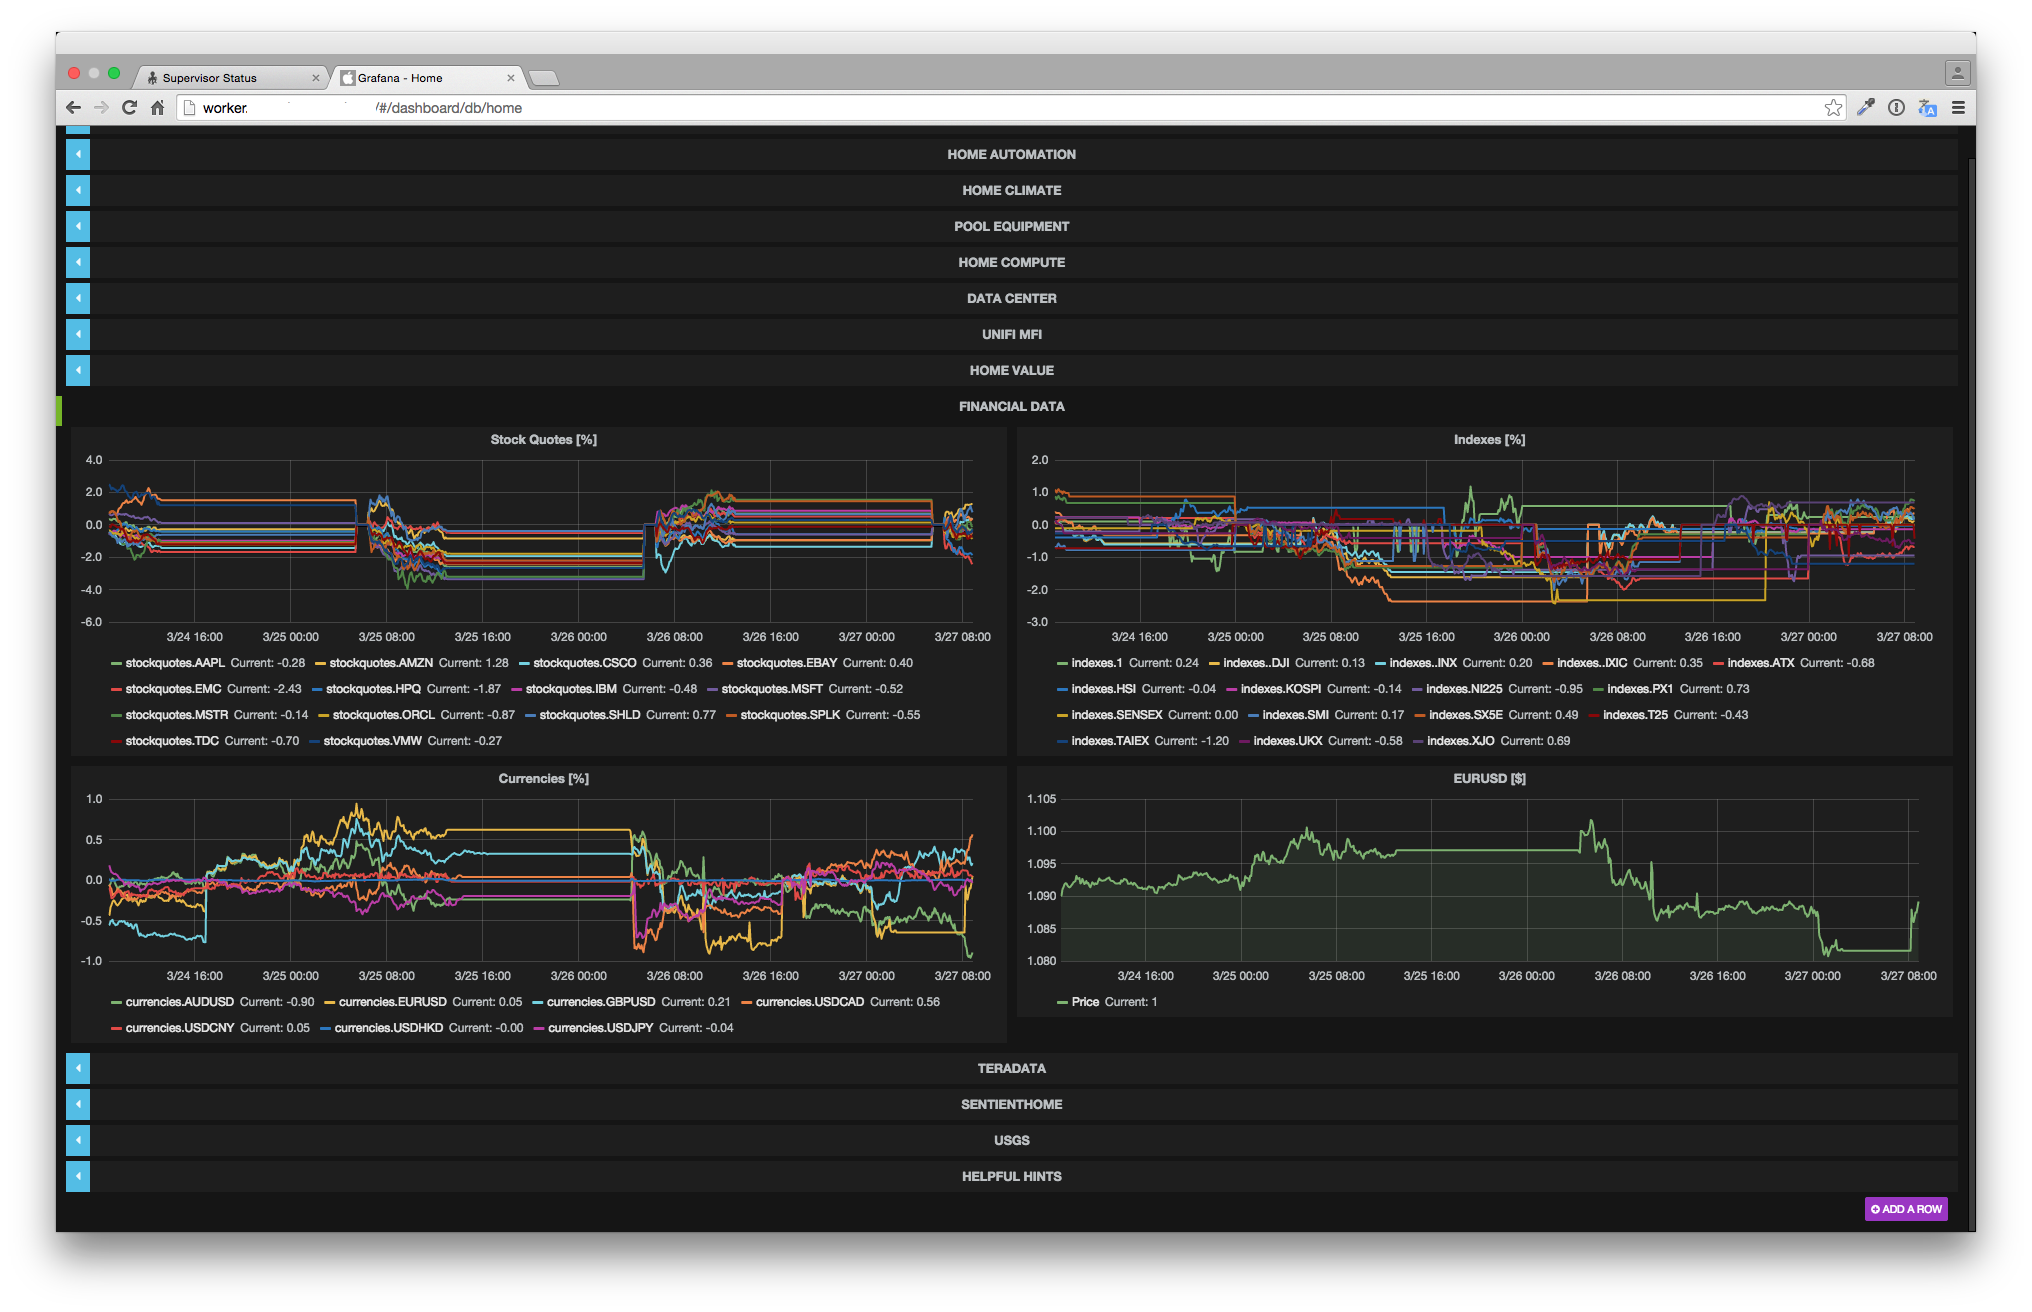 Supervisor Status
Grafana - Home
worker. /#/dashboard/db/home
HOME AUTOMATION
HOME CLIMATE
POOL EQUIPMENT
HOME COMPUTE
DATA CENTER
UNIFI MFI
HOME VALUE
FINANCIAL DATA
Stock Quotes [%]
4.0
2.0
0.0
-2.0
-4.0
-6.0
3/24 16:00 3/25 00:00 3/25 08:00 3/25 16:00 3/26 00:00 3/26 08:00 3/26 16:00 3/27 00:00 3/27 08:00
stockquotes.AAPL Current: -0.28 stockquotes.AMZN Current: 1.28 stockquotes.CSCO Current: 0.36 stockquotes.EBAY Current: 0.40
stockquotes.EMC Current: -2.43 stockquotes.HPQ Current: -1.87 stockquotes.IBM Current: -0.48 stockquotes.MSFT Current: -0.52
stockquotes.MSTR Current: -0.14 stockquotes.ORCL Current: -0.87 stockquotes.SHLD Current: 0.77 stockquotes.SPLK Current: -0.55
stockquotes.TDC Current: -0.70 stockquotes.VMW Current: -0.27
Indexes [%]
2.0
1.0
0.0
-1.0
-2.0
-3.0
3/24 16:00 3/25 00:00 3/25 08:00 3/25 16:00 3/26 00:00 3/26 08:00 3/26 16:00 3/27 00:00 3/27 08:00
indexes.1 Current: 0.24 indexes..DJI Current: 0.13 indexes..INX Current: 0.20 indexes..IXIC Current: 0.35 indexes.ATX Current: -0.68
indexes.HSI Current: -0.04 indexes.KOSPI Current: -0.14 indexes.NI225 Current: -0.95 indexes.PX1 Current: 0.73
indexes.SENSEX Current: 0.00 indexes.SMI Current: 0.17 indexes.SX5E Current: 0.49 indexes.T25 Current: -0.43
indexes.TAIEX Current: -1.20 indexes.UKX Current: -0.58 indexes.XJO Current: 0.69
Currencies [%]
1.0
0.5
0.0
-0.5
-1.0
3/24 16:00 3/25 00:00 3/25 08:00 3/25 16:00 3/26 00:00 3/26 08:00 3/26 16:00 3/27 00:00 3/27 08:00
currencies.AUDUSD Current: -0.90 currencies.EURUSD Current: 0.05 currencies.GBPUSD Current: 0.21 currencies.USDCAD Current: 0.56
currencies.USDCNY Current: 0.05 currencies.USDHKD Current: -0.00 currencies.USDJPY Current: -0.04
EURUSD [$]
1.105
1.100
1.095
1.090
1.085
1.080
3/24 16:00 3/25 00:00 3/25 08:00 3/25 16:00 3/26 00:00 3/26 08:00 3/26 16:00 3/27 00:00 3/27 08:00
Price Current: 1
TERADATA
SENTIENTHOME
USGS
HELPFUL HINTS
ADD A ROW